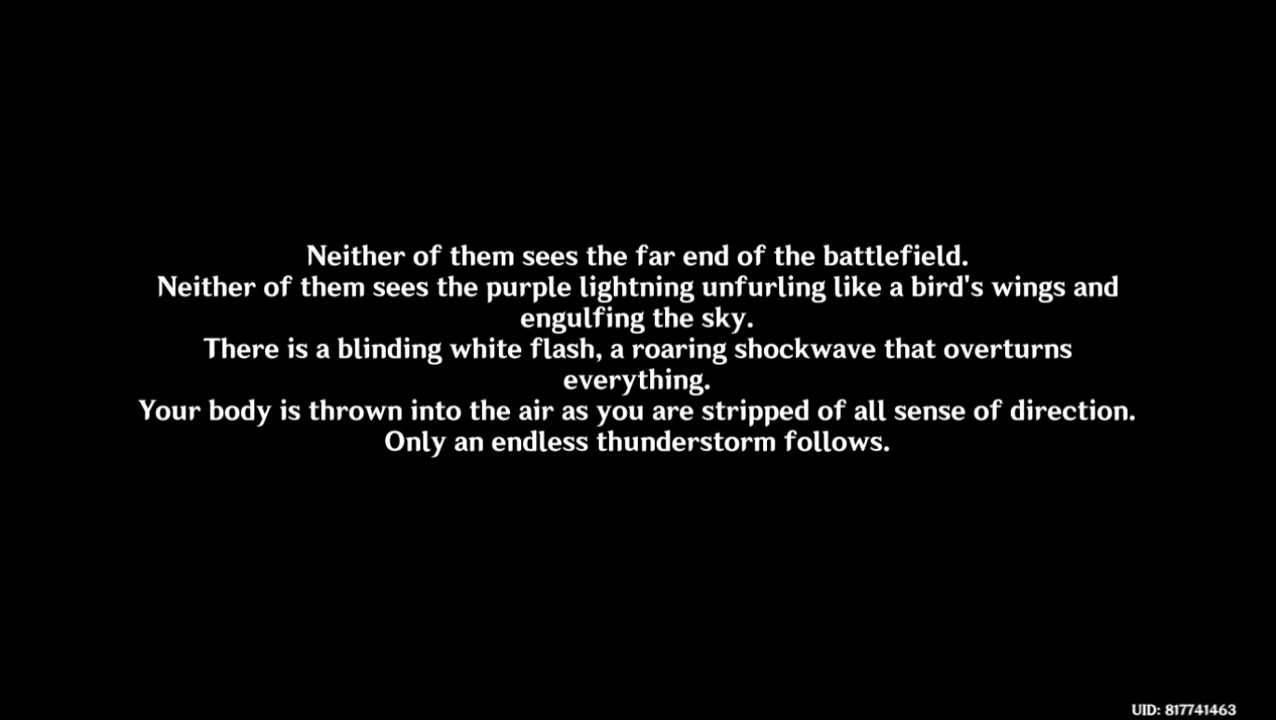 Neither of them sees the far end of the battlefield.
Neither of them sees the purple lightning unfurling like a bird's wings and
engulfing the sky.
There is a blinding white flash, a roaring shockwave that overturns
everything.
Your body is thrown into the air as you are stripped of all sense of direction.
Only an endless thunderstorm follows.
UID: 817741463